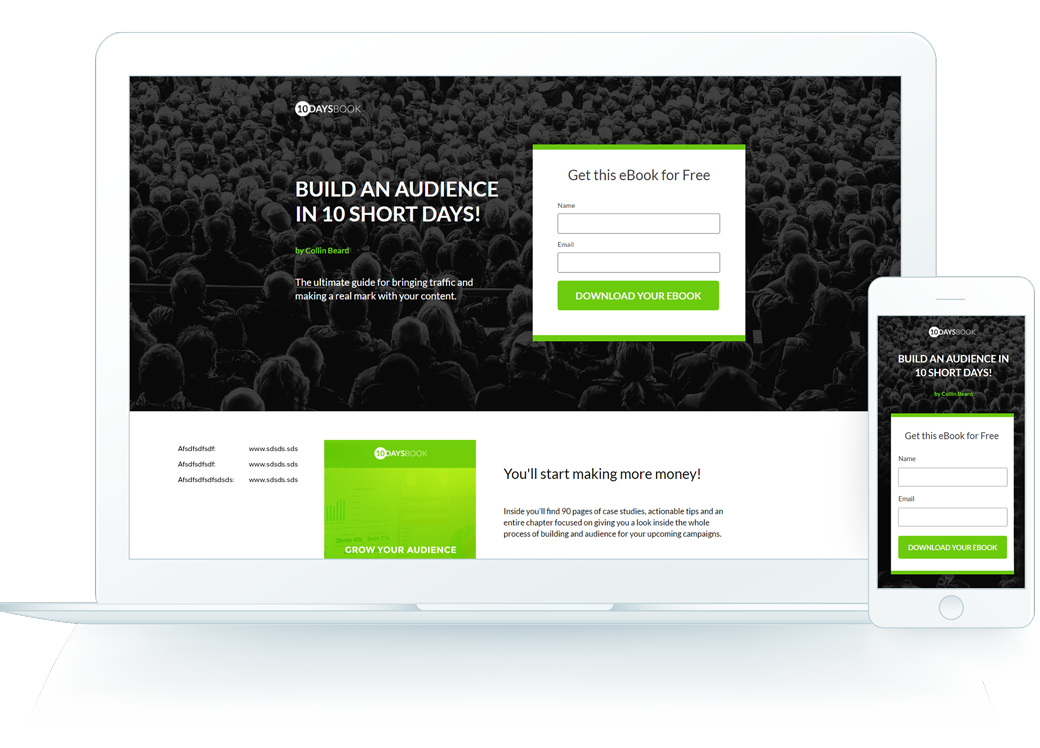 10DAYSBOOK
BUILD AN AUDIENCE
IN 10 SHORT DAYS!
by Collin Beard
The ultimate guide for bringing traffic and
making a real mark with your content.
Get this eBook for Free
Name
Email
DOWNLOAD YOUR EBOOK
Afsdfsdfsdf: www.sdsds.sds
Afsdfsdfsdf: www.sdsds.sds
Afsdfsdfsdfsdsds: www.sdsds.sds
10DAYSBOOK
GROW YOUR AUDIENCE
You'll start making more money!
Inside you'll find 90 pages of case studies, actionable tips and an
entire chapter focused on giving you a look inside the whole
process of building and audience for your upcoming campaigns.
10DAYSBOOK
BUILD AN AUDIENCE IN
10 SHORT DAYS!
by Collin Beard
Get this eBook for Free
Name
Email
DOWNLOAD YOUR EBOOK